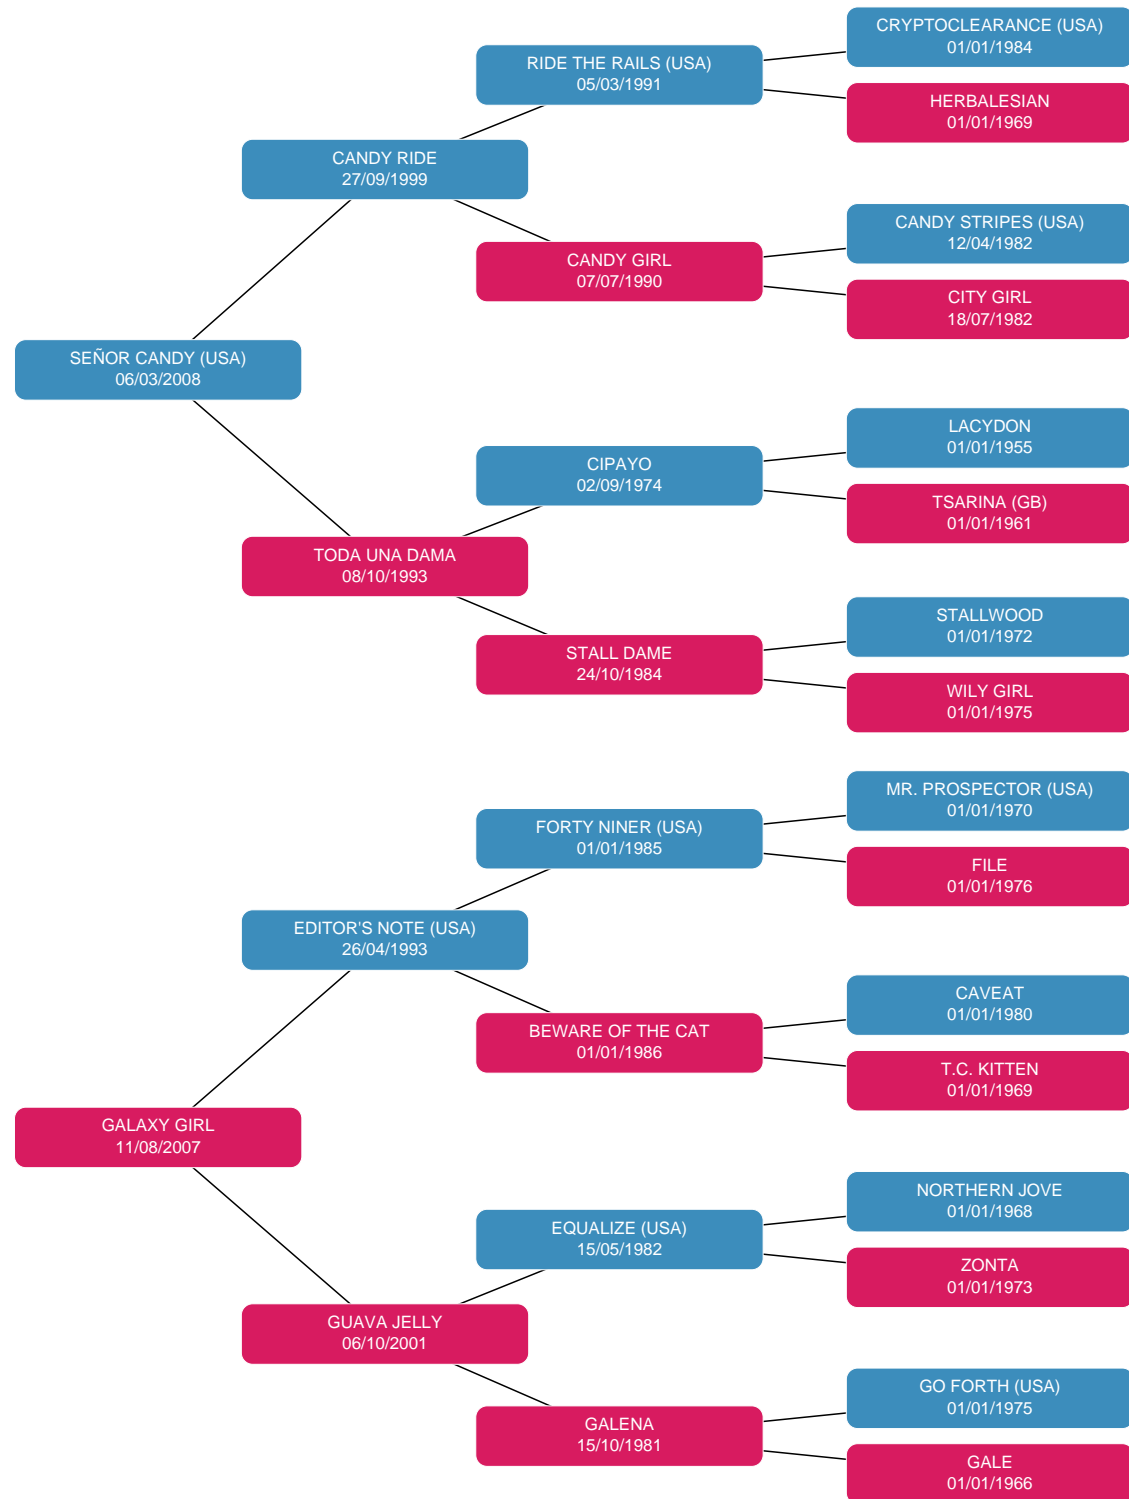 CRYPTOCLEARANCE (USA)
01/01/1984
RIDE THE RAILS (USA)
05/03/1991
HERBALESIAN
01/01/1969
CANDY RIDE
27/09/1999
CANDY STRIPES (USA)
12/04/1982
CANDY GIRL
07/07/1990
CITY GIRL
18/07/1982
SEÑOR CANDY (USA)
06/03/2008
LACYDON
01/01/1955
CIPAYO
02/09/1974
TSARINA (GB)
01/01/1961
TODA UNA DAMA
08/10/1993
STALLWOOD
01/01/1972
STALL DAME
24/10/1984
WILY GIRL
01/01/1975
MR. PROSPECTOR (USA)
01/01/1970
FORTY NINER (USA)
01/01/1985
FILE
01/01/1976
EDITOR'S NOTE (USA)
26/04/1993
CAVEAT
01/01/1980
BEWARE OF THE CAT
01/01/1986
T.C. KITTEN
01/01/1969
GALAXY GIRL
11/08/2007
NORTHERN JOVE
01/01/1968
EQUALIZE (USA)
15/05/1982
ZONTA
01/01/1973
GUAVA JELLY
06/10/2001
GO FORTH (USA)
01/01/1975
GALENA
15/10/1981
GALE
01/01/1966